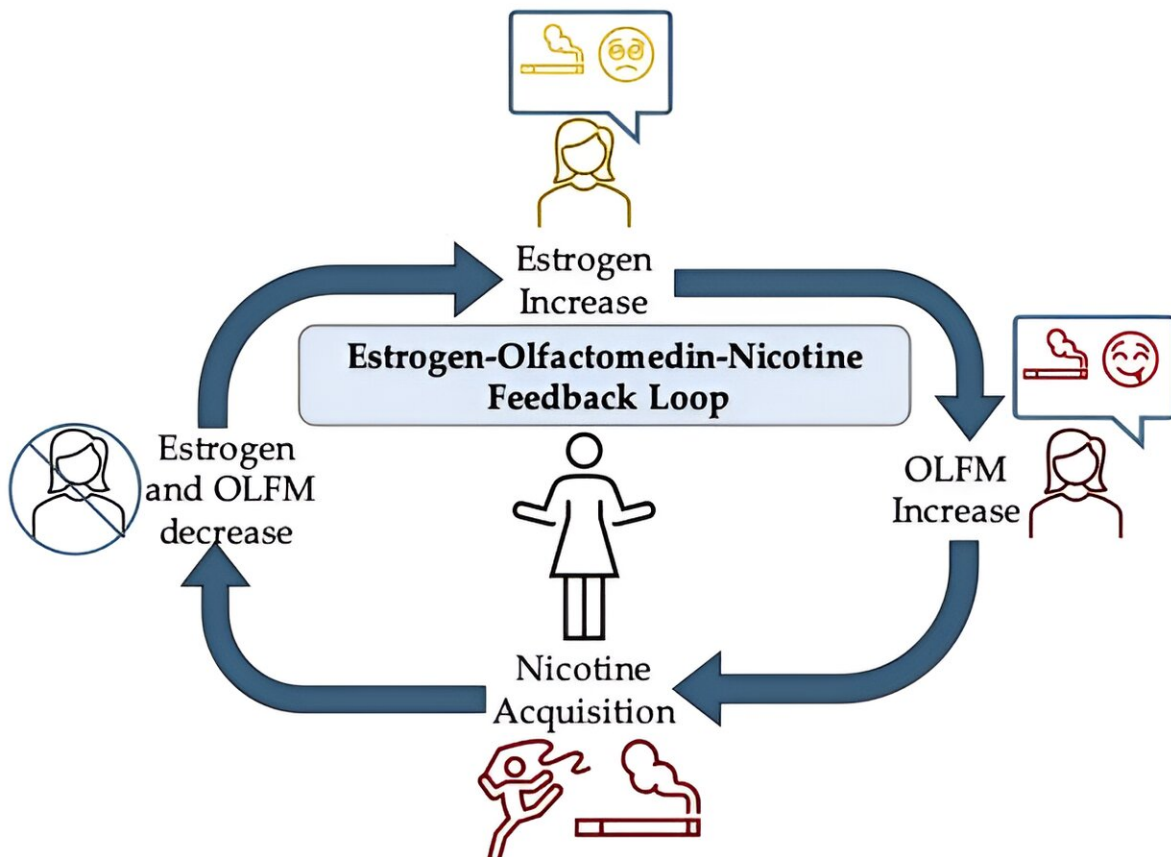 Estrogen
Increase
Estrogen-Olfactomedin-Nicotine
Feedback Loop
OLFM
Increase
Nicotine
Acquisition
Estrogen
and OLFM
decrease